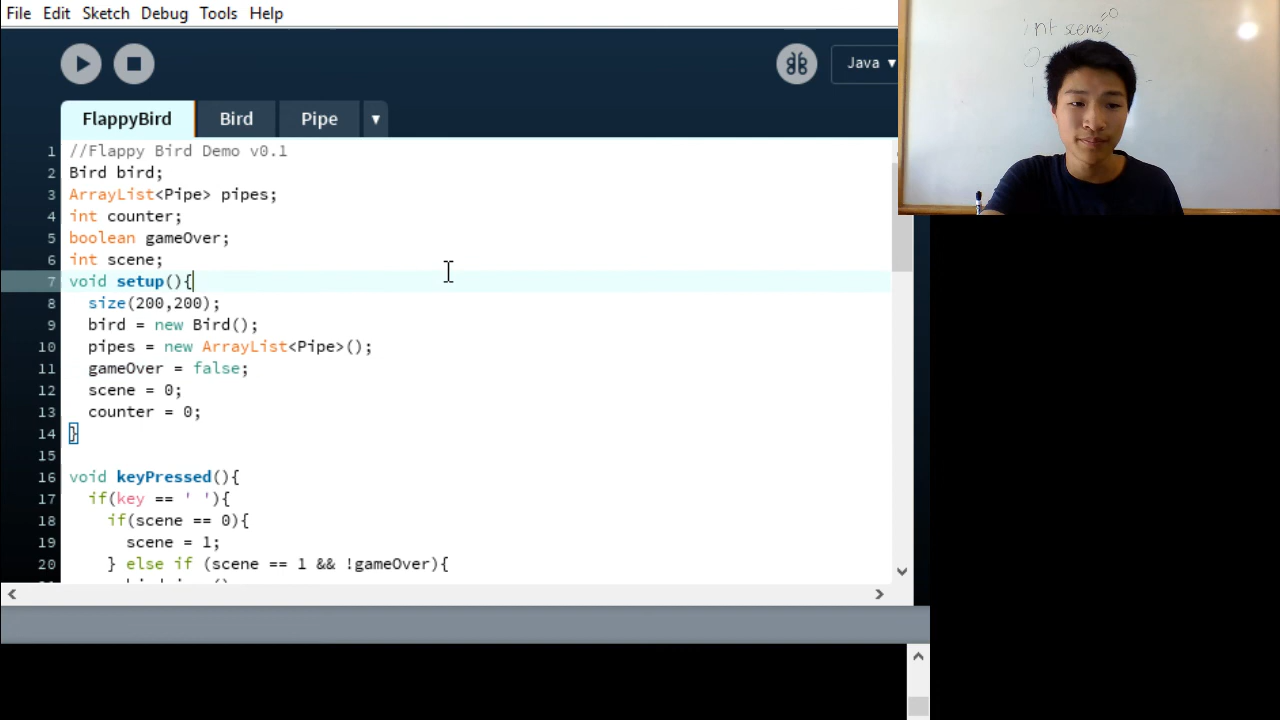 File Edit Sketch Debug Tools Help
Java ▾
FlappyBird Bird Pipe ▾
1 //Flappy Bird Demo v0.1
2 Bird bird;
3 ArrayList<Pipe> pipes;
4 int counter;
5 boolean gameOver;
6 int scene;
7 void setup(){
8 size(200,200);
9 bird = new Bird();
10 pipes = new ArrayList<Pipe>();
11 gameOver = false;
12 scene = 0;
13 counter = 0;
14 }
15
16 void keyPressed(){
17 if(key == ' '){
18 if(scene == 0){
19 scene = 1;
20 } else if (scene == 1 && !gameOver){
int scene;